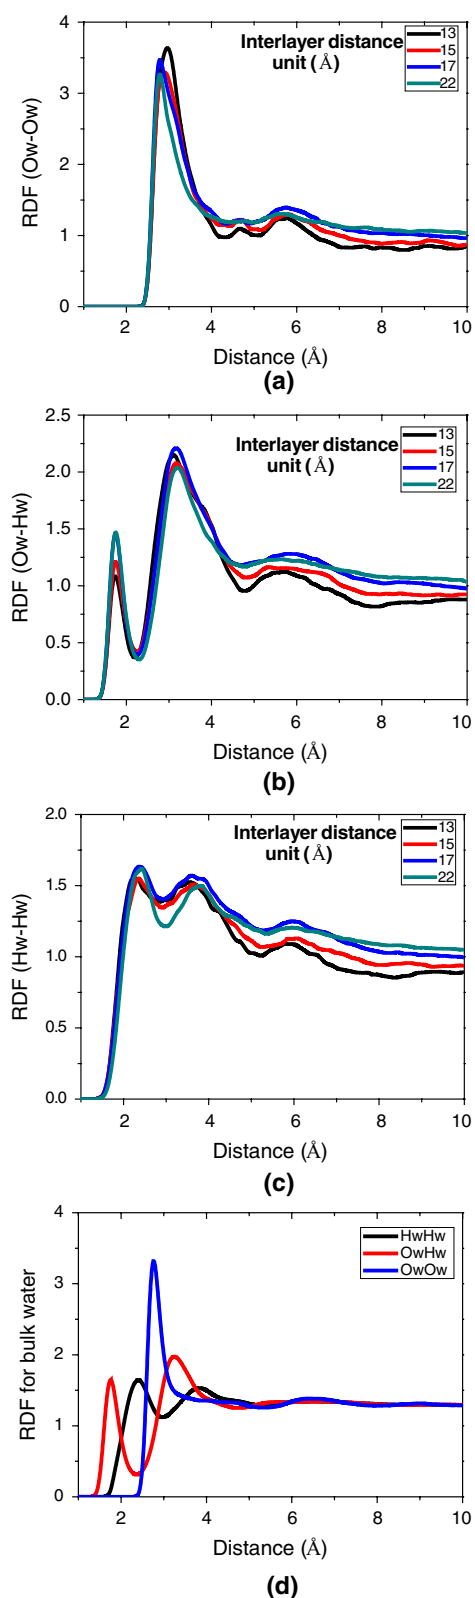 RDF (Ow-Ow)
4
3
2
1
0
Interlayer distance
unit (Å)
13
15
17
22
2
4
6
8
10
Distance (Å)
(a)
RDF (Ow-Hw)
2.5
2.0
1.5
1.0
0.5
0.0
Interlayer distance
unit (Å)
13
15
17
22
2
4
6
8
10
Distance (Å)
(b)
RDF (Hw-Hw)
2.0
1.5
1.0
0.5
0.0
Interlayer distance
unit (Å)
13
15
17
22
2
4
6
8
10
Distance (Å)
(c)
RDF for bulk water
4
3
2
1
0
HwHw
OwHw
OwOw
2
4
6
8
10
Distance (Å)
(d)